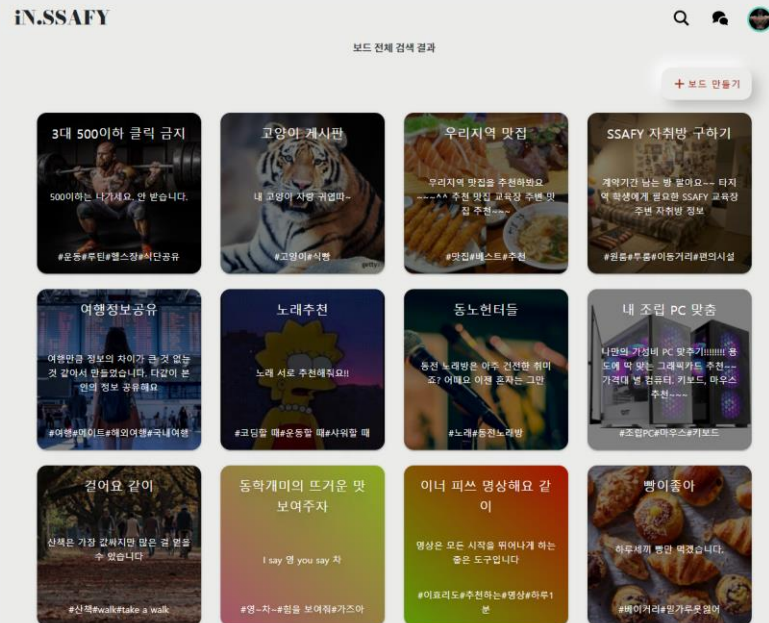 iN.SSAFY
보드 전체 검색 결과
+ 보드 만들기
3대 500이하 클릭 금지
500이하는 나가세요. 안 받습니다.
#운동#루틴#헬스장#식단공유
고양이 게시판
내 고양이 자랑 귀엽따~
#고양이#식빵
우리지역 맛집
우리지역 맛집을 추천하봐요
~~~^^ 추천 맛집 교육장 주변 맛
집 추천~~~
#맛집#베스트#추천
SSAFY 자취방 구하기
계약기간 남는 방 팔아요~~ 타지
역 학생에게 필요한 SSAFY 교육장
주변 자취방 정보
#원룸#투룸#이동거리#편의시설
여행정보공유
여행만큼 정보의 차이가 큰 것 없는
것 같아서 만들었습니다. 다같이 본
인의 정보 공유해요
#여행#메이트#해외여행#국내여행
노래추천
노래 서로 추천해줘요!!
#코딩할 때#운동할 때#샤워할 때
동노헌터들
동전 노래방은 아주 건전한 취미
죠? 어때요 이젠 혼자는 그만
#노래#동전노래방
내 조립 PC 맞춤
나만의 가성비 PC 맞추기!!!!!!!! 용
도에 딱 맞는 그래픽카드 추천~~
가격대 별 컴퓨터, 키보드, 마우스
추천~~~
#조립PC#마우스#키보드
걸어요 같이
산책은 가장 값싸지만 많은 걸 얻을
수 있습니다
#산책#walk#take a walk
동학개미의 뜨거운 맛
보여주자
I say 영 you say 차
#영~차~#힘을 보여줘#가즈아
이너 피쓰 명상해요 같
이
명상은 모든 시작을 뛰어나게 하는
좋은 도구입니다
#이효리도#추천하는#명상#하루1
분
빵이좋아
하루세끼 빵만 먹겠습니다.
#베이커리#밀가루못잃어